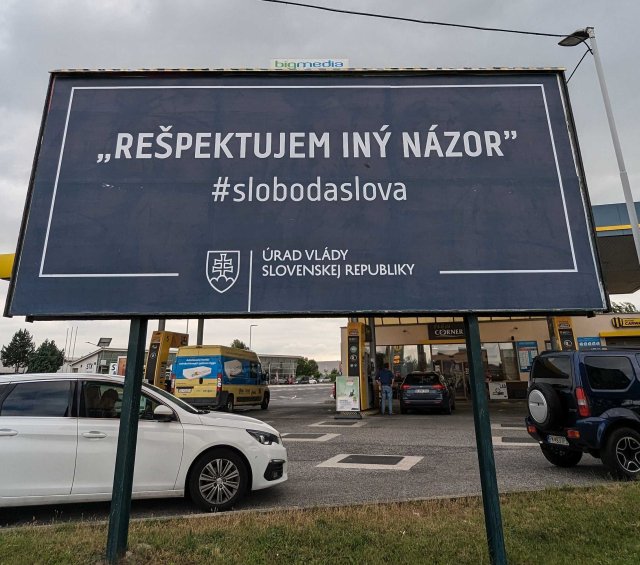 bigmedia
„REŠPEKTUJEM INÝ NÁZOR”
#slobodaslova
ÚRAD VLÁDY
SLOVENSKEJ REPUBLIKY
CORNER